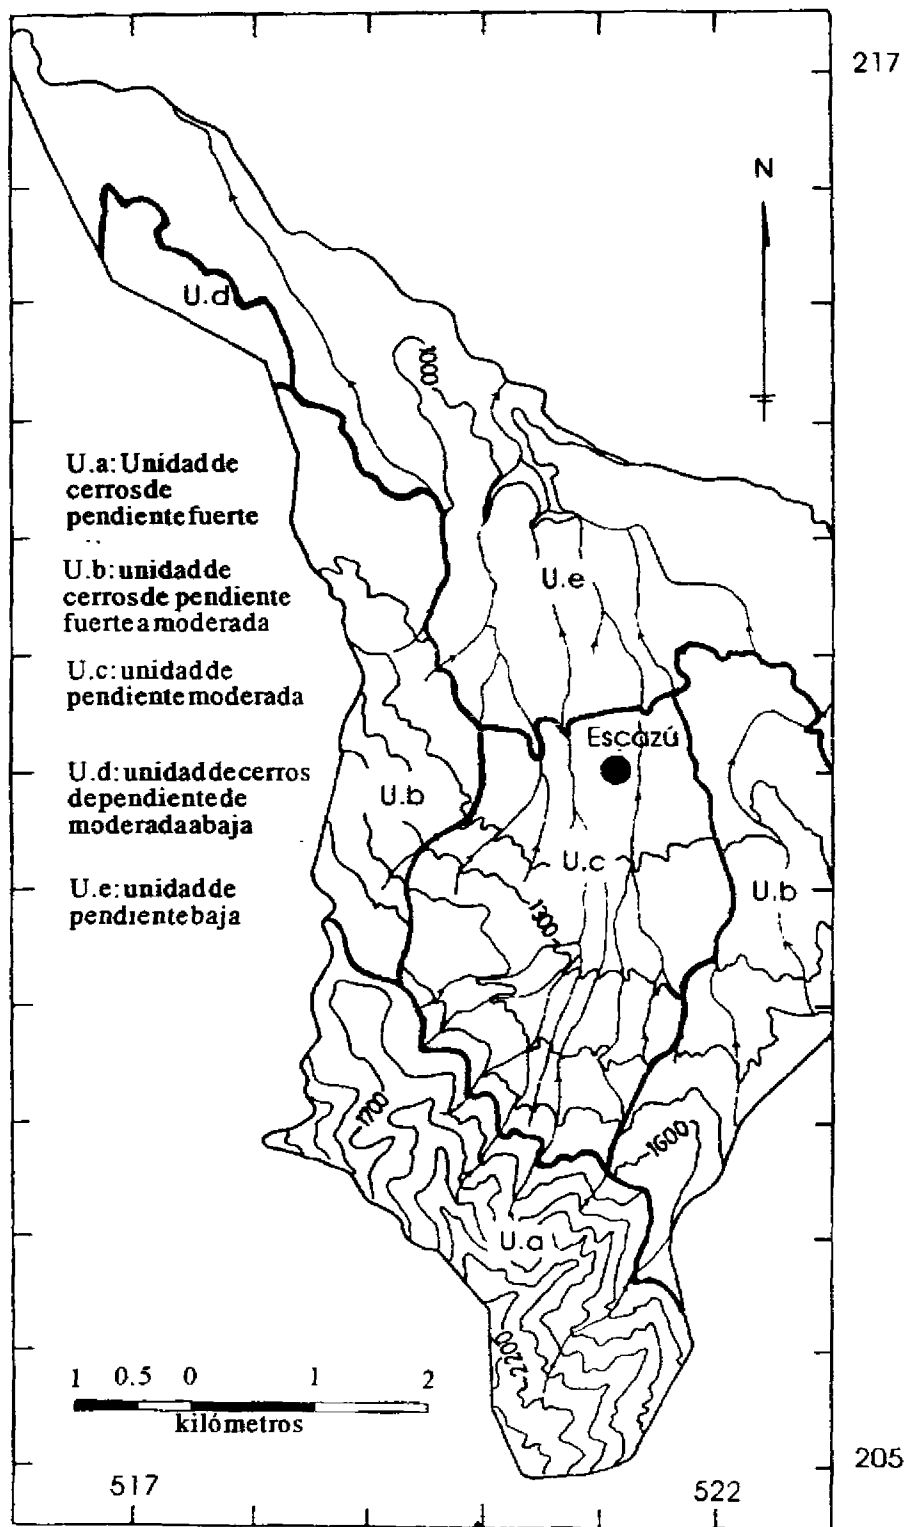 217
N
U.d
1000
U.a: Unidad de
cerros de
pendiente fuerte
U.b: unidad de
cerros de pendiente
fuerte a moderada
U.c: unidad de
pendiente moderada
U.d: unidad de cerros
de pendiente de
moderada a baja
U.e: unidad de
pendiente baja
U.e
Escazú
U.b
U.c
U.b
1300
1700
1600
U.a
2200
1 0.5 0 1 2
kilómetros
517
522
205